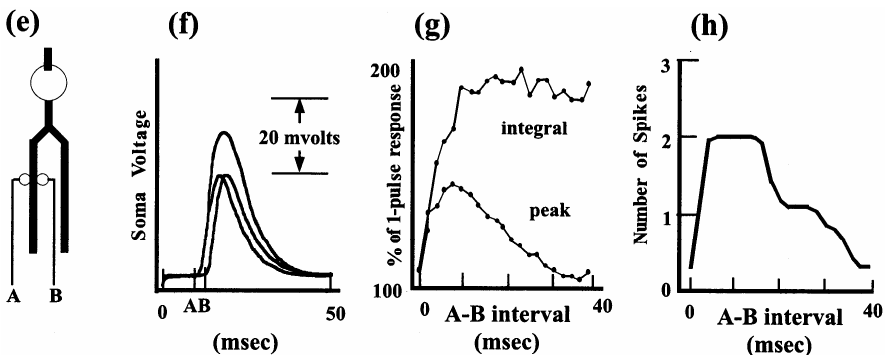 (e)
A B
(f)
Soma Voltage
20 mvolts
0 AB 50
(msec)
(g)
% of 1-pulse response
200
100
integral
peak
0 40
A-B interval
(msec)
(h)
Number of Spikes
3
2
1
0
0 40
A-B interval
(msec)